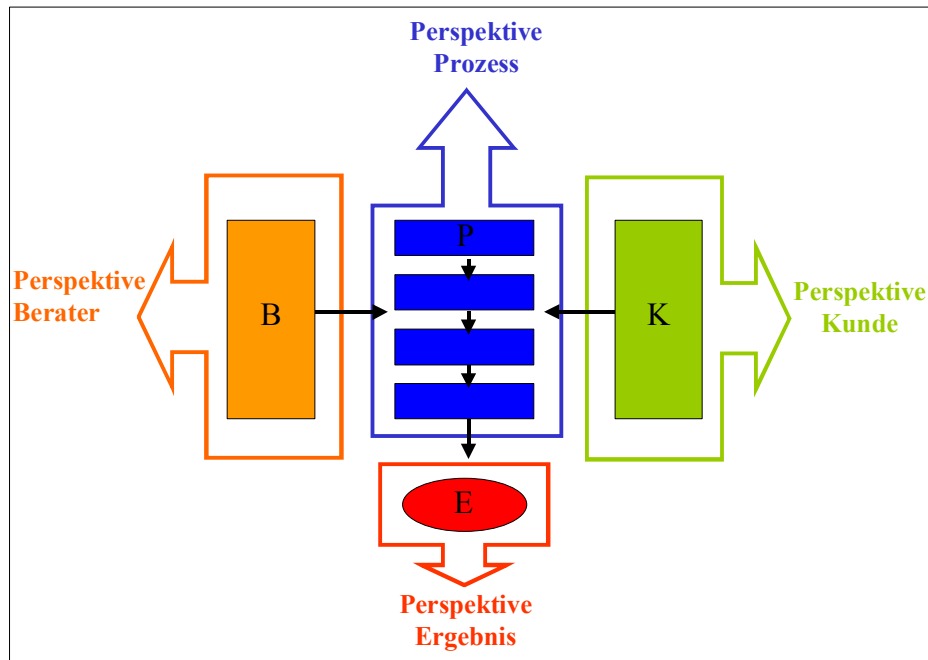 Perspektive
Prozess
P
Perspektive
Berater
B
K
Perspektive
Kunde
E
Perspektive
Ergebnis